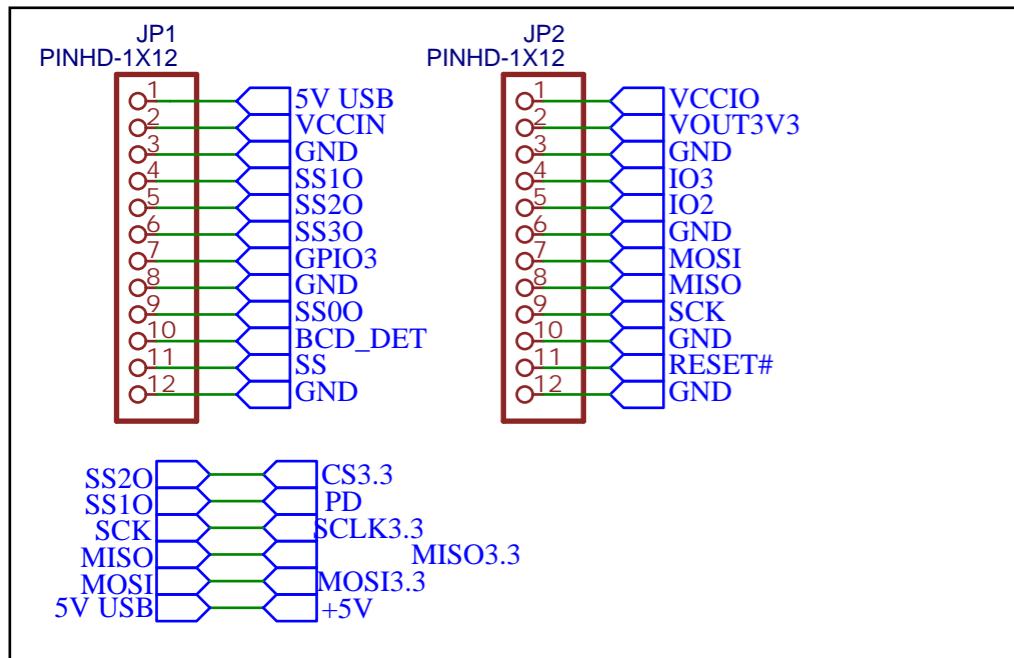 JP1
PINHD-1X12
1 5V USB
2 VCCIN
3 GND
4 SS1O
5 SS2O
6 SS3O
7 GPIO3
8 GND
9 SS0O
10 BCD_DET
11 SS
12 GND
JP2
PINHD-1X12
1 VCCIO
2 VOUT3V3
3 GND
4 IO3
5 IO2
6 GND
7 MOSI
8 MISO
9 SCK
10 GND
11 RESET#
12 GND
SS2O CS3.3
SS1O PD
SCK SCLK3.3
MISO MISO3.3
MOSI MOSI3.3
5V USB +5V